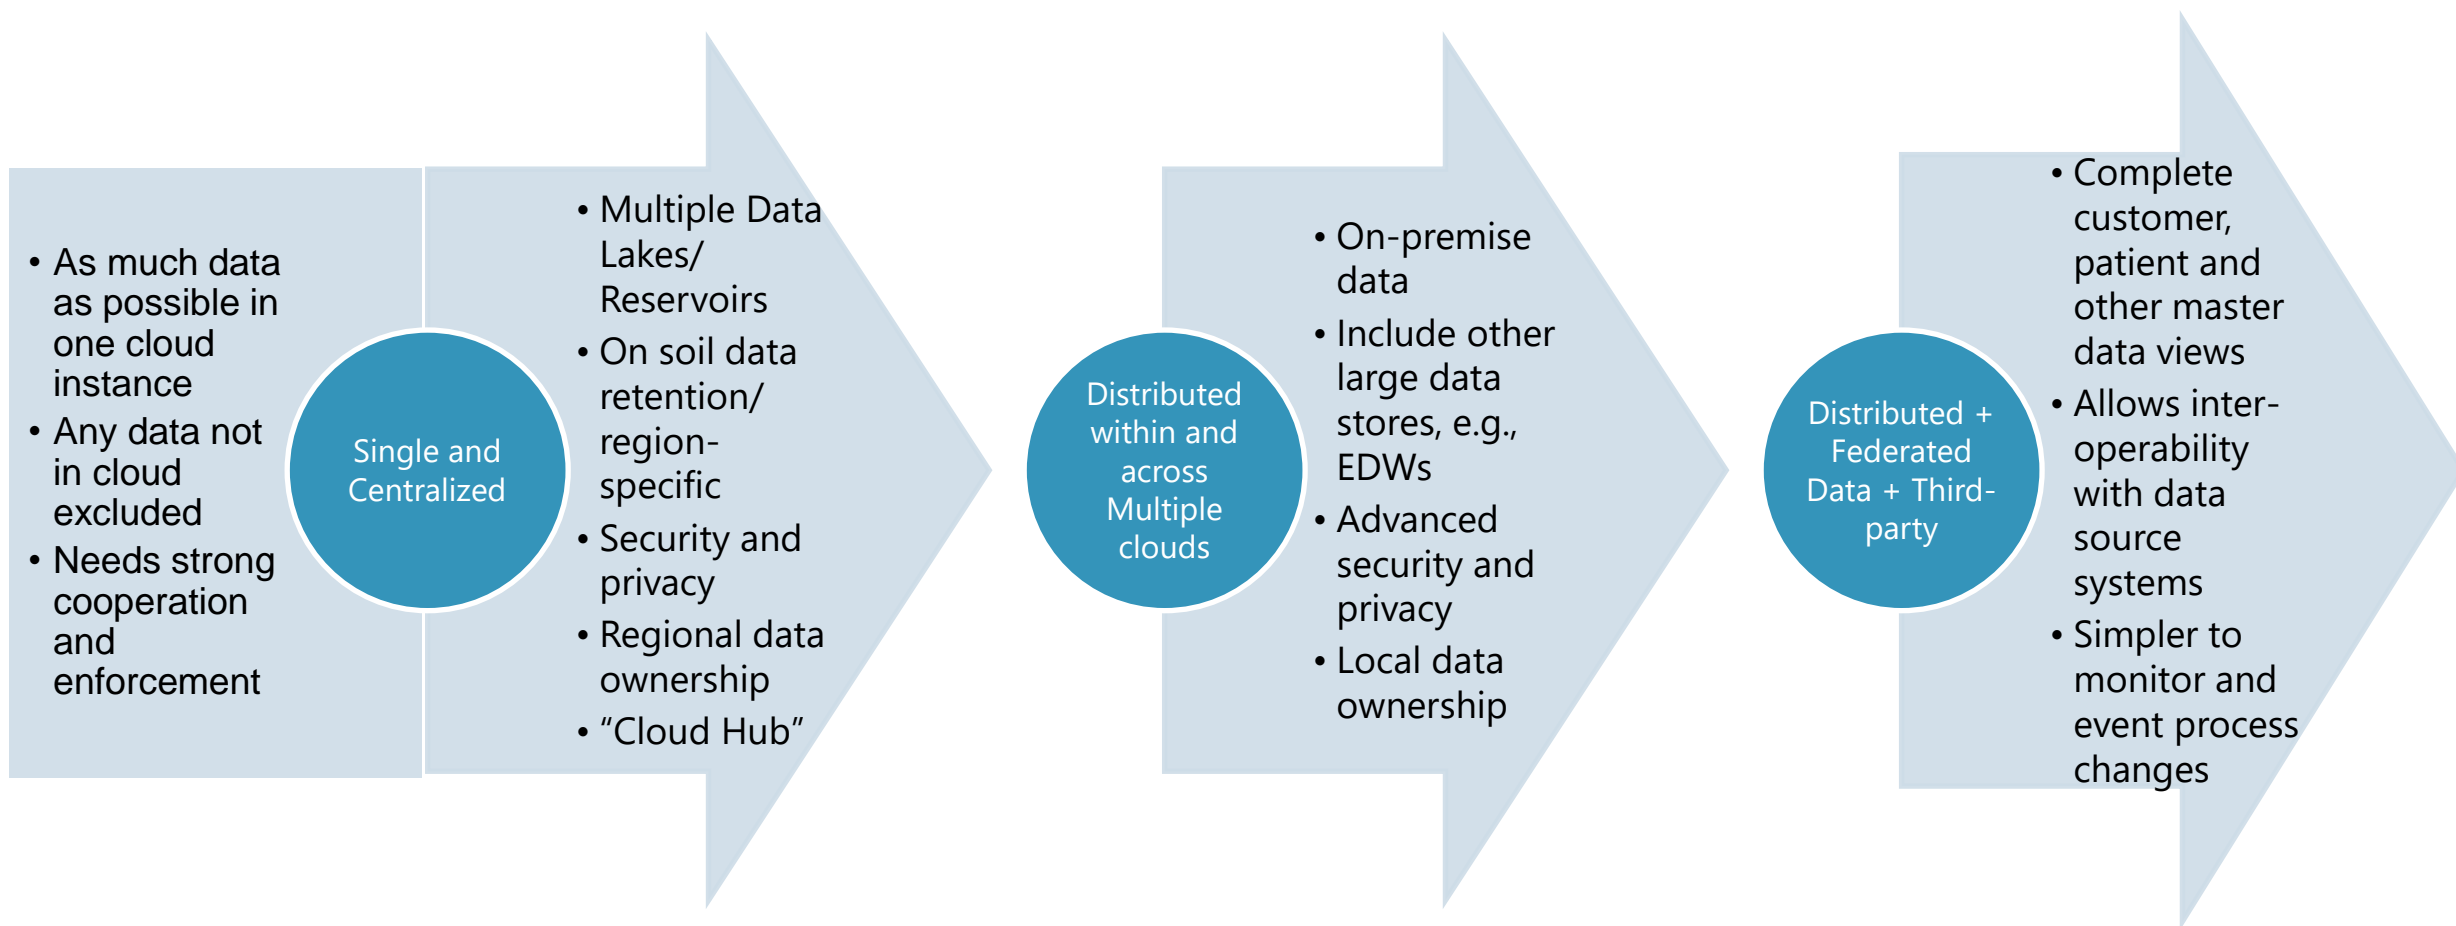 • As much data
as possible in
one cloud
instance
• Any data not
in cloud
excluded
• Needs strong
cooperation
and
enforcement
Single and
Centralized
• Multiple Data
Lakes/
Reservoirs
• On soil data
retention/
region-
specific
• Security and
privacy
• Regional data
ownership
• “Cloud Hub”
Distributed
within and
across
Multiple
clouds
• On-premise
data
• Include other
large data
stores, e.g.,
EDWs
• Advanced
security and
privacy
• Local data
ownership
Distributed +
Federated
Data + Third-
party
• Complete
customer,
patient and
other master
data views
• Allows inter-
operability
with data
source
systems
• Simpler to
monitor and
event process
changes